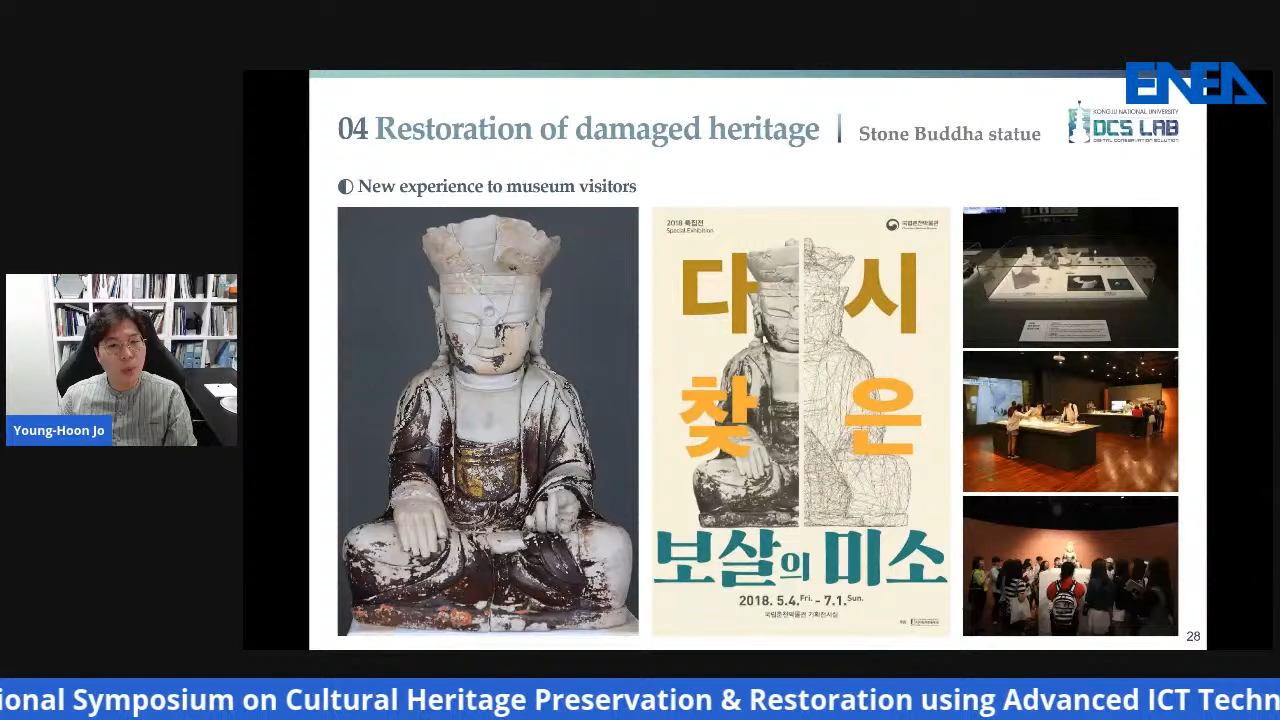 ENEA
04 Restoration of damaged heritage | Stone Buddha statue
KONGJU NATIONAL UNIVERSITY
DCS LAB
DIGITAL CONSERVATION SOLUTION
New experience to museum visitors
2018 특집전
Special Exhibition
국립춘천박물관
다시
찾은
보살의 미소
2018. 5.4.Fri. - 7.1.Sun.
국립춘천박물관 기획전시실
Young-Hoon Jo
28
ional Symposium on Cultural Heritage Preservation & Restoration using Advanced ICT Techn